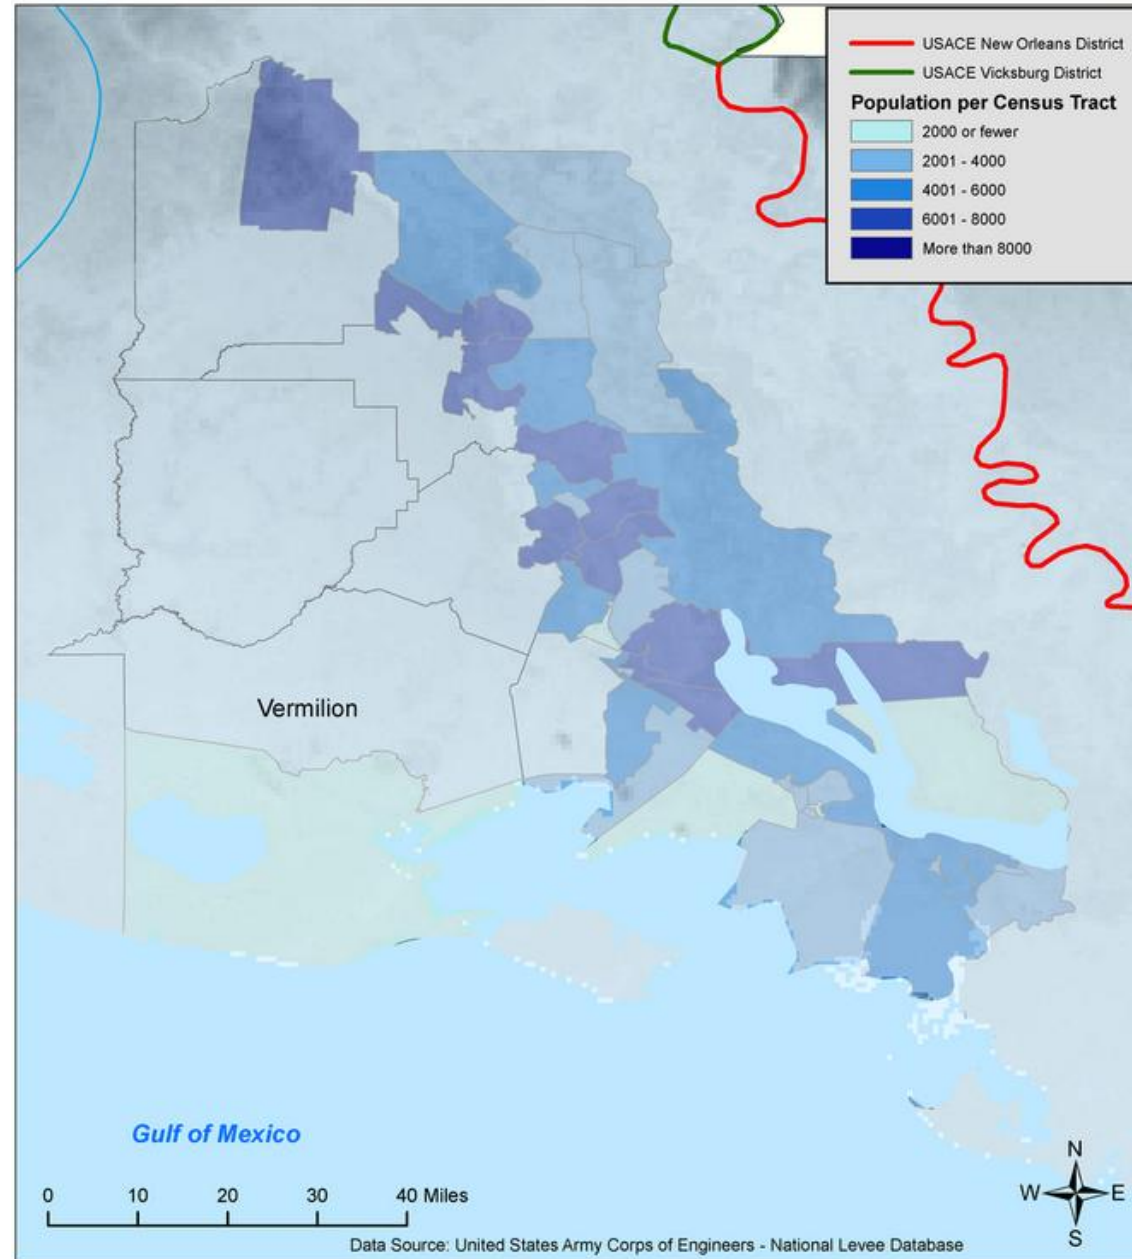 USACE New Orleans District
USACE Vicksburg District
Population per Census Tract
2000 or fewer
2001 - 4000
4001 - 6000
6001 - 8000
More than 8000
Vermilion
Gulf of Mexico
N
W E
S
0 10 20 30 40 Miles
Data Source: United States Army Corps of Engineers - National Levee Database